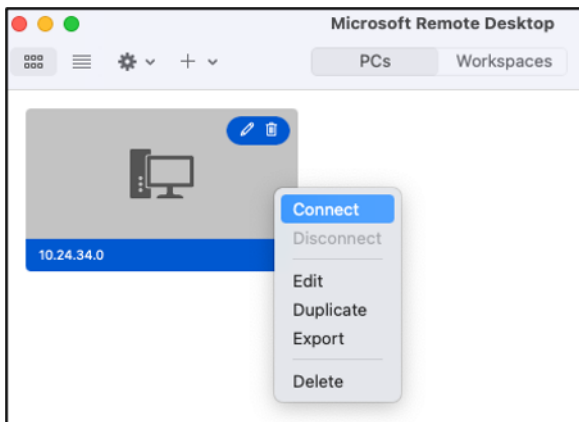 Microsoft Remote Desktop
PCs Workspaces
10.24.34.0
Connect
Disconnect
Edit
Duplicate
Export
Delete